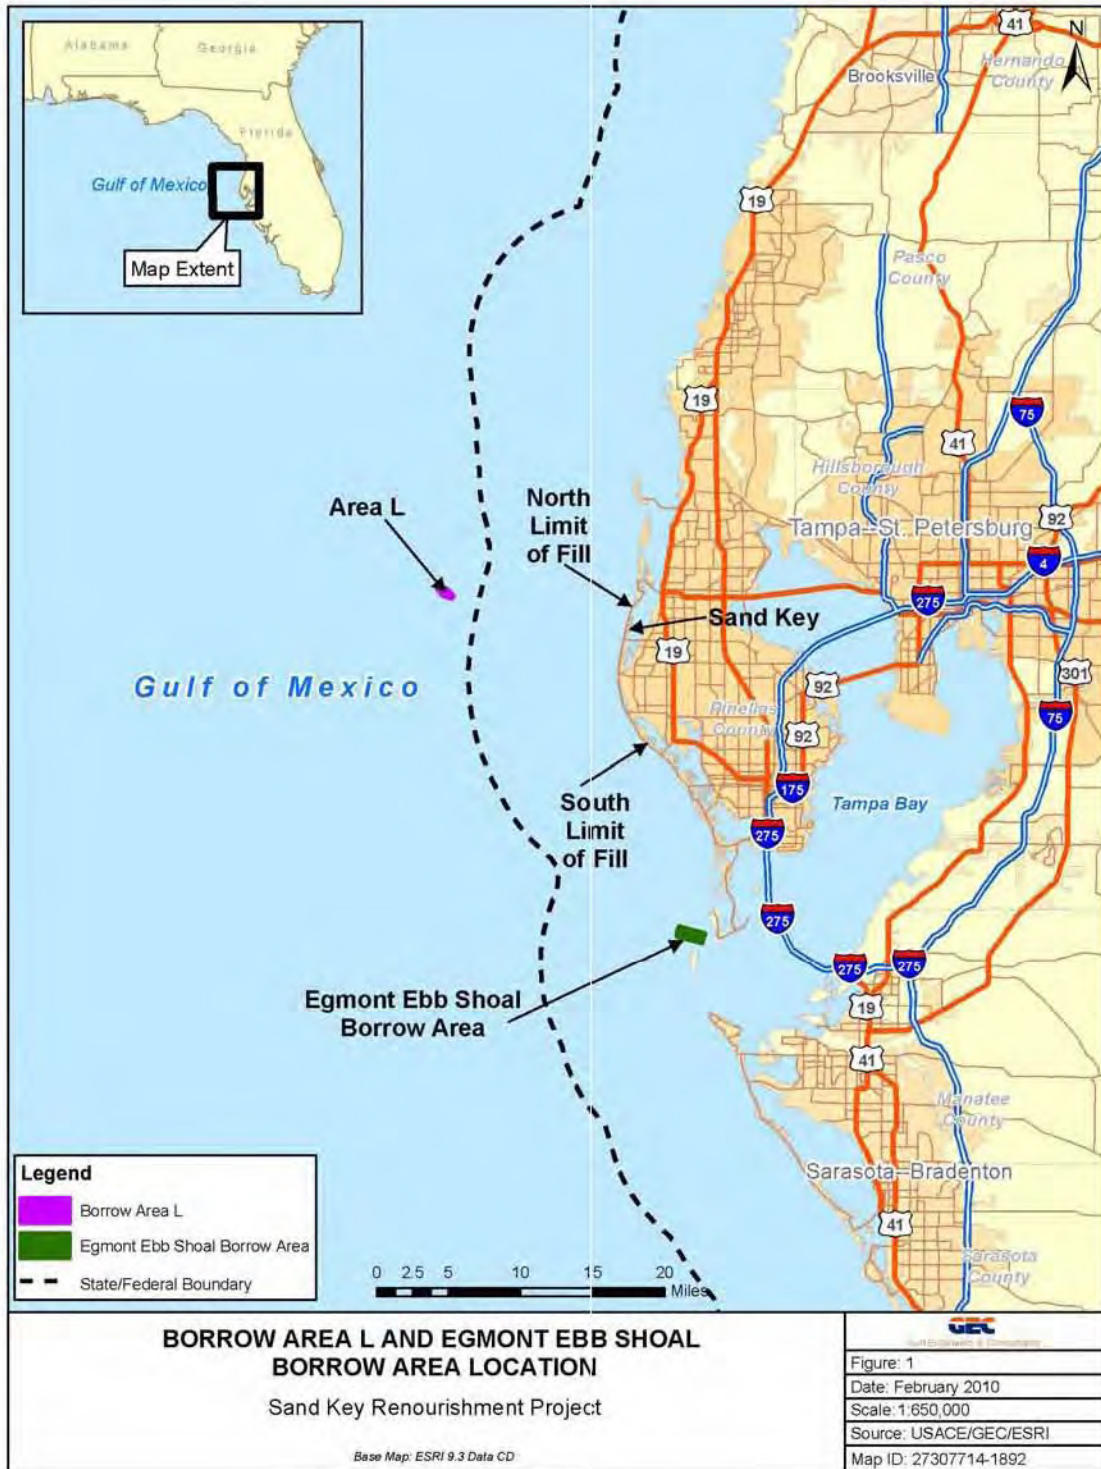 Alabama
Georgia
Florida
Gulf of Mexico
Map Extent
N
41
Hernando
County
Brooksville
19
Pasco
County
19
75
41
Hillsborough
County
92
Tampa--St. Petersburg
4
275
North
Limit
of Fill
Area L
Sand Key
19
301
Gulf of Mexico
92
Pinellas
County
75
92
175
Tampa Bay
275
South
Limit
of Fill
275
275
275
Egmont Ebb Shoal
Borrow Area
19
41
Manatee
County
Sarasota--Bradenton
41
Sarasota
County
Legend
Borrow Area L
Egmont Ebb Shoal Borrow Area
State/Federal Boundary
0 2.5 5 10 15 20
Miles
BORROW AREA L AND EGMONT EBB SHOAL
BORROW AREA LOCATION
Sand Key Renourishment Project
Base Map: ESRI 9.3 Data CD
GEC
Figure: 1
Date: February 2010
Scale: 1:650,000
Source: USACE/GEC/ESRI
Map ID: 27307714-1892